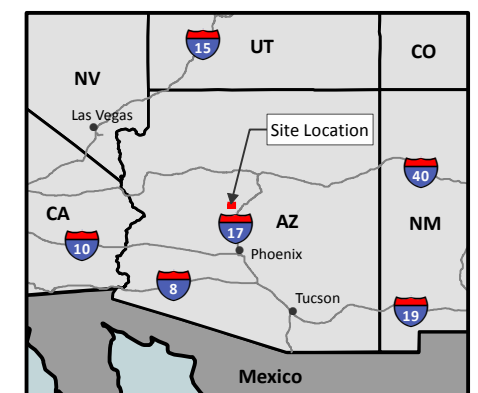 15
UT
CO
NV
Las Vegas
Site Location
40
CA
AZ
NM
17
10
Phoenix
8
Tucson
19
Mexico